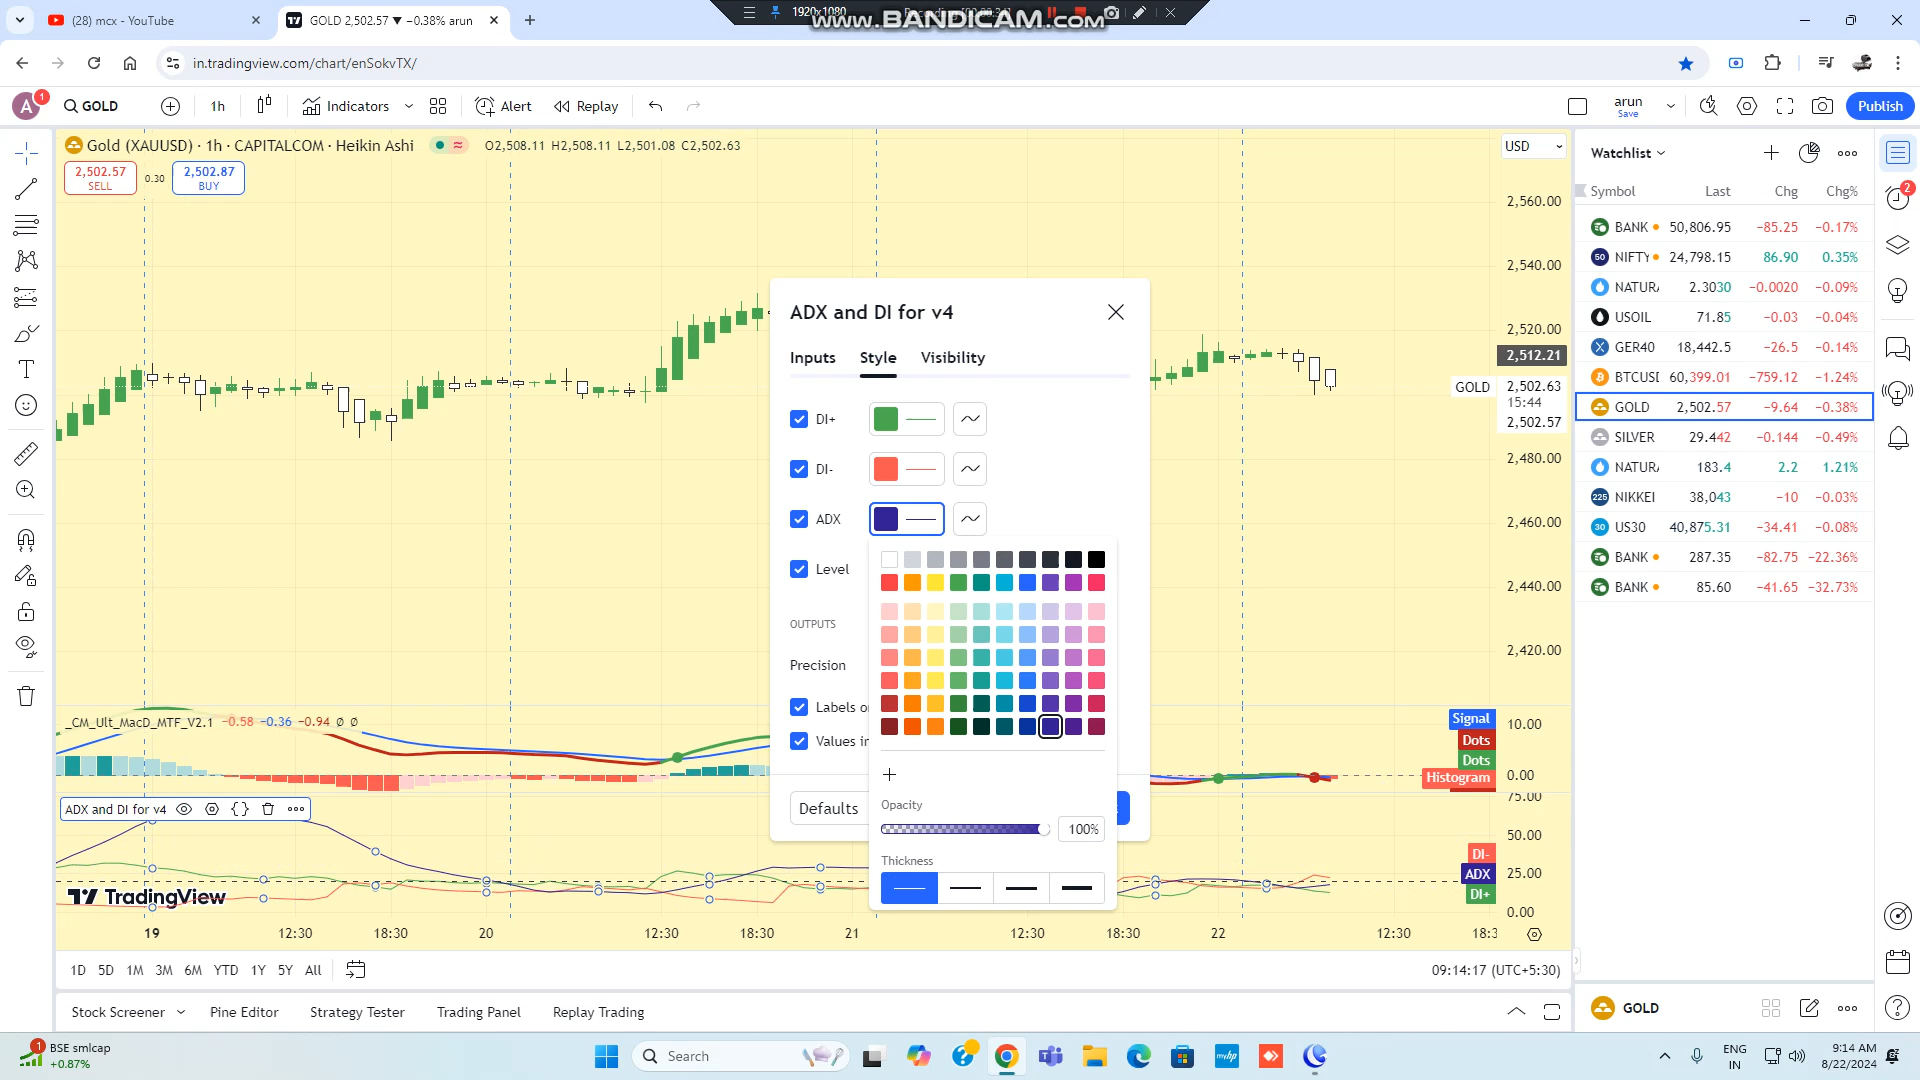 (28) mcx - YouTube
GOLD 2,502.57 ▼ −0.38% arun
1920x1080
www.BANDICAM.com
in.tradingview.com/chart/enSokvTX/
A 1
GOLD
1h
Indicators
Alert
Replay
arun
Save
Publish
Gold (XAUUSD) · 1h · CAPITALCOM · Heikin Ashi
O2,508.11 H2,508.11 L2,501.08 C2,502.63
2,502.57
SELL
0.30
2,502.87
BUY
USD
2,560.00
2,540.00
2,520.00
2,512.21
GOLD
2,502.63
15:44
2,502.57
2,480.00
2,460.00
2,440.00
2,420.00
Watchlist
Symbol Last Chg Chg%
BANK 50,806.95 −85.25 −0.17%
NIFTY 24,798.15 86.90 0.35%
NATUR 2.3030 −0.0020 −0.09%
USOIL 71.85 −0.03 −0.04%
GER40 18,442.5 −26.5 −0.14%
BTCUSD 60,399.01 −759.12 −1.24%
GOLD 2,502.57 −9.64 −0.38%
SILVER 29.442 −0.144 −0.49%
NATUR 183.4 2.2 1.21%
NIKKEI 38,043 −10 −0.03%
US30 40,875.31 −34.41 −0.08%
BANK 287.35 −82.75 −22.36%
BANK 85.60 −41.65 −32.73%
2
ADX and DI for v4
Inputs Style Visibility
DI+
DI-
ADX
Level
OUTPUTS
Precision
Labels o
Values in
Defaults
Opacity
100%
Thickness
_CM_Ult_MacD_MTF_V2.1 −0.58 −0.36 −0.94 ø ø
Signal
Dots
Dots
Histogram
10.00
0.00
ADX and DI for v4
75.00
50.00
25.00
0.00
DI-
ADX
DI+
TradingView
19 12:30 18:30 20 12:30 18:30 21 12:30 18:30 22 12:30 18:3
1D 5D 1M 3M 6M YTD 1Y 5Y All
09:14:17 (UTC+5:30)
Stock Screener
Pine Editor
Strategy Tester
Trading Panel
Replay Trading
GOLD
1
BSE smlcap
+0.87%
Search
myhp
ENG
IN
9:14 AM
8/22/2024